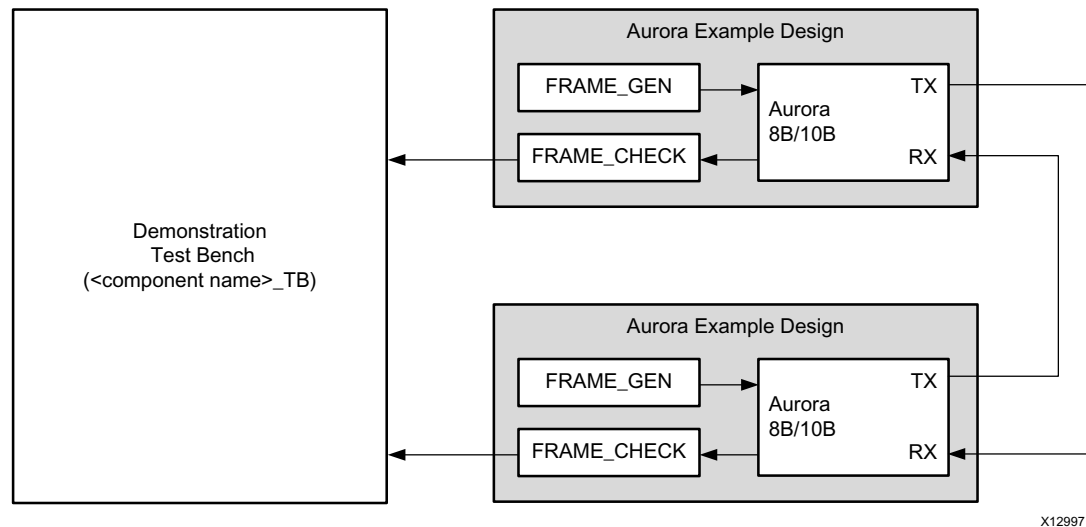 Aurora Example Design
FRAME_GEN
TX
Aurora
8B/10B
FRAME_CHECK
RX
Demonstration
Test Bench
(<component name>_TB)
Aurora Example Design
FRAME_GEN
TX
Aurora
8B/10B
FRAME_CHECK
RX
X12997